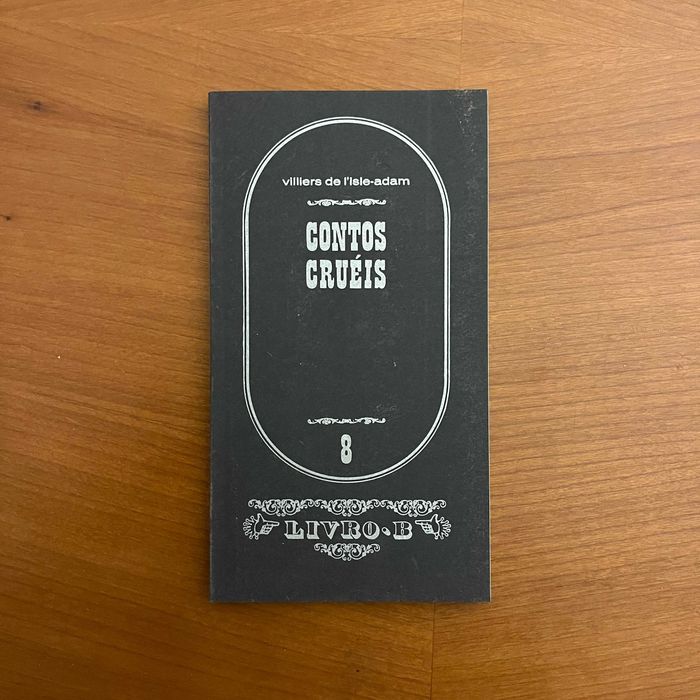 villiers de l'isle-adam
CONTOS
CRUÉIS
8
LIVRO·B